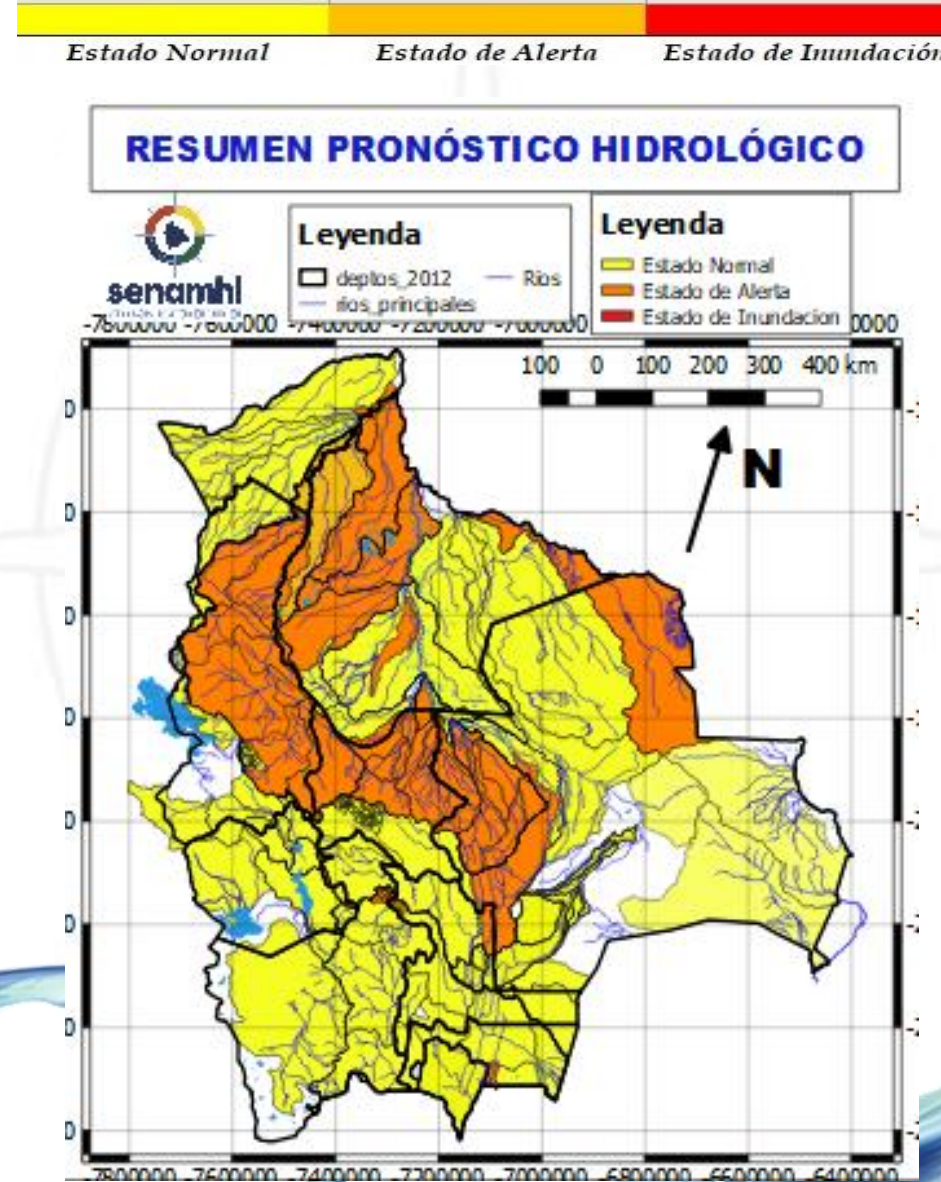 Estado Normal Estado de Alerta Estado de Inundación
RESUMEN PRONÓSTICO HIDROLÓGICO
senamhi
Leyenda
deptos_2012 Rios
rios_principales
Leyenda
Estado Normal
Estado de Alerta
Estado de Inundacion
-7800000 -7600000 -7400000 -7200000 -7000000
100 0 100 200 300 400 km
N
-7800000 -7600000 -7400000 -7200000 -7000000 -6800000 -6600000 -6400000